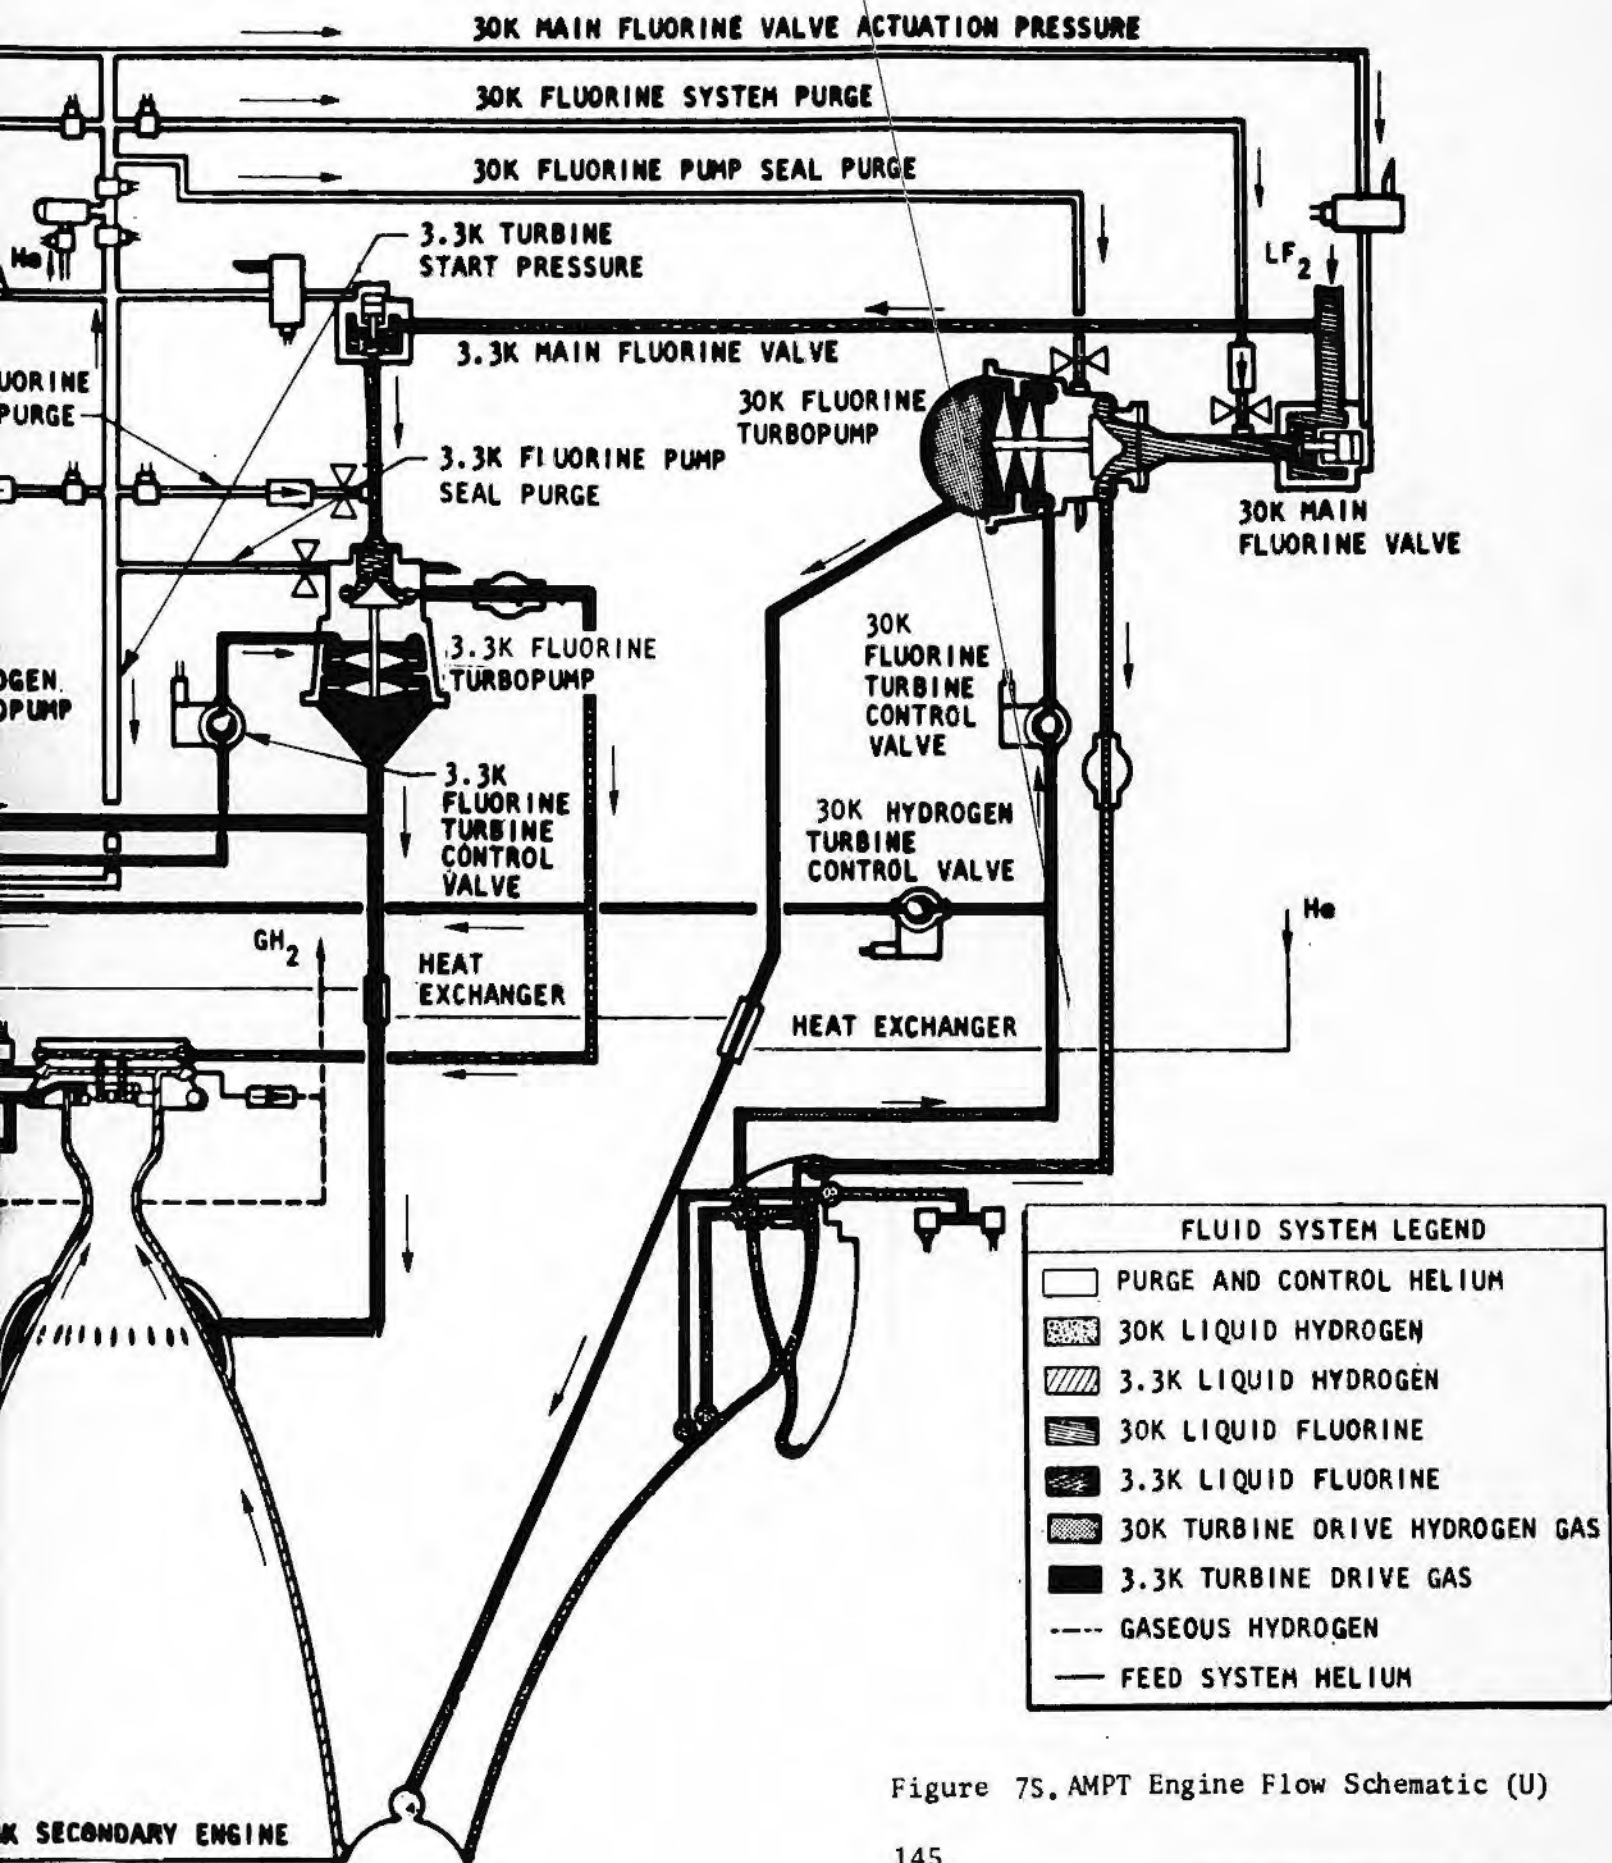 30K MAIN FLUORINE VALVE ACTUATION PRESSURE
30K FLUORINE SYSTEM PURGE
30K FLUORINE PUMP SEAL PURGE
3.3K TURBINE
START PRESSURE
He
LF2
3.3K MAIN FLUORINE VALVE
UORINE
PURGE
30K FLUORINE
TURBOPUMP
3.3K FLUORINE PUMP
SEAL PURGE
30K MAIN
FLUORINE VALVE
3.3K FLUORINE
TURBOPUMP
30K
FLUORINE
TURBINE
CONTROL
VALVE
OGEN
OPUMP
3.3K
FLUORINE
TURBINE
CONTROL
VALVE
30K HYDROGEN
TURBINE
CONTROL VALVE
He
GH2
HEAT
EXCHANGER
HEAT EXCHANGER
FLUID SYSTEM LEGEND
PURGE AND CONTROL HELIUM
30K LIQUID HYDROGEN
3.3K LIQUID HYDROGEN
30K LIQUID FLUORINE
3.3K LIQUID FLUORINE
30K TURBINE DRIVE HYDROGEN GAS
3.3K TURBINE DRIVE GAS
GASEOUS HYDROGEN
FEED SYSTEM HELIUM
Figure 7S. AMPT Engine Flow Schematic (U)
K SECONDARY ENGINE
145